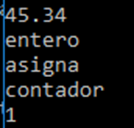 45.34
entero
asigna
contador
1